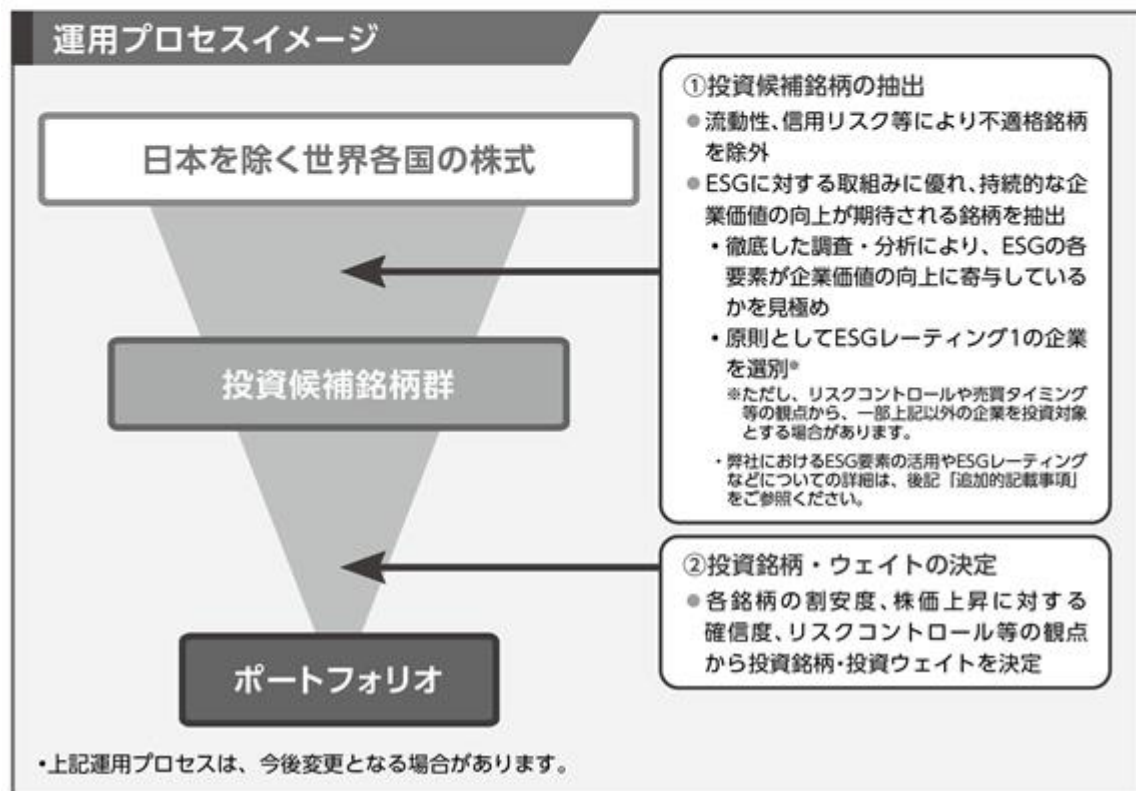 運用プロセスイメージ
日本を除く世界各国の株式
投資候補銘柄群
ポートフォリオ
①投資候補銘柄の抽出
●流動性、信用リスク等により不適格銘柄
を除外
●ESGに対する取組みに優れ、持続的な企
業価値の向上が期待される銘柄を抽出
・徹底した調査・分析により、ESGの各
要素が企業価値の向上に寄与している
かを見極め
・原則としてESGレーティング1の企業
を選別※
※ただし、リスクコントロールや売買タイミング
等の観点から、一部上記以外の企業を投資対象
とする場合があります。
・弊社におけるESG要素の活用やESGレーティング
などについての詳細は、後記「追加的記載事項」
をご参照ください。
②投資銘柄・ウェイトの決定
●各銘柄の割安度、株価上昇に対する
確信度、リスクコントロール等の観点
から投資銘柄・投資ウェイトを決定
•上記運用プロセスは、今後変更となる場合があります。